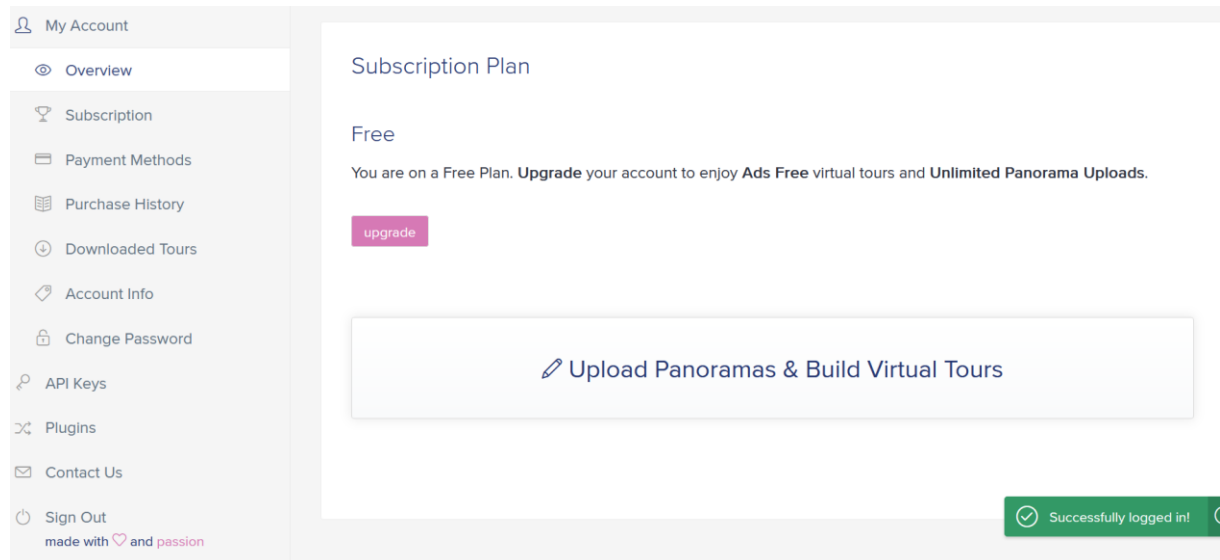 My Account
Overview
Subscription
Payment Methods
Purchase History
Downloaded Tours
Account Info
Change Password
API Keys
Plugins
Contact Us
Sign Out
made with and passion
Subscription Plan
Free
You are on a Free Plan. Upgrade your account to enjoy Ads Free virtual tours and Unlimited Panorama Uploads.
upgrade
Upload Panoramas & Build Virtual Tours
Successfully logged in!